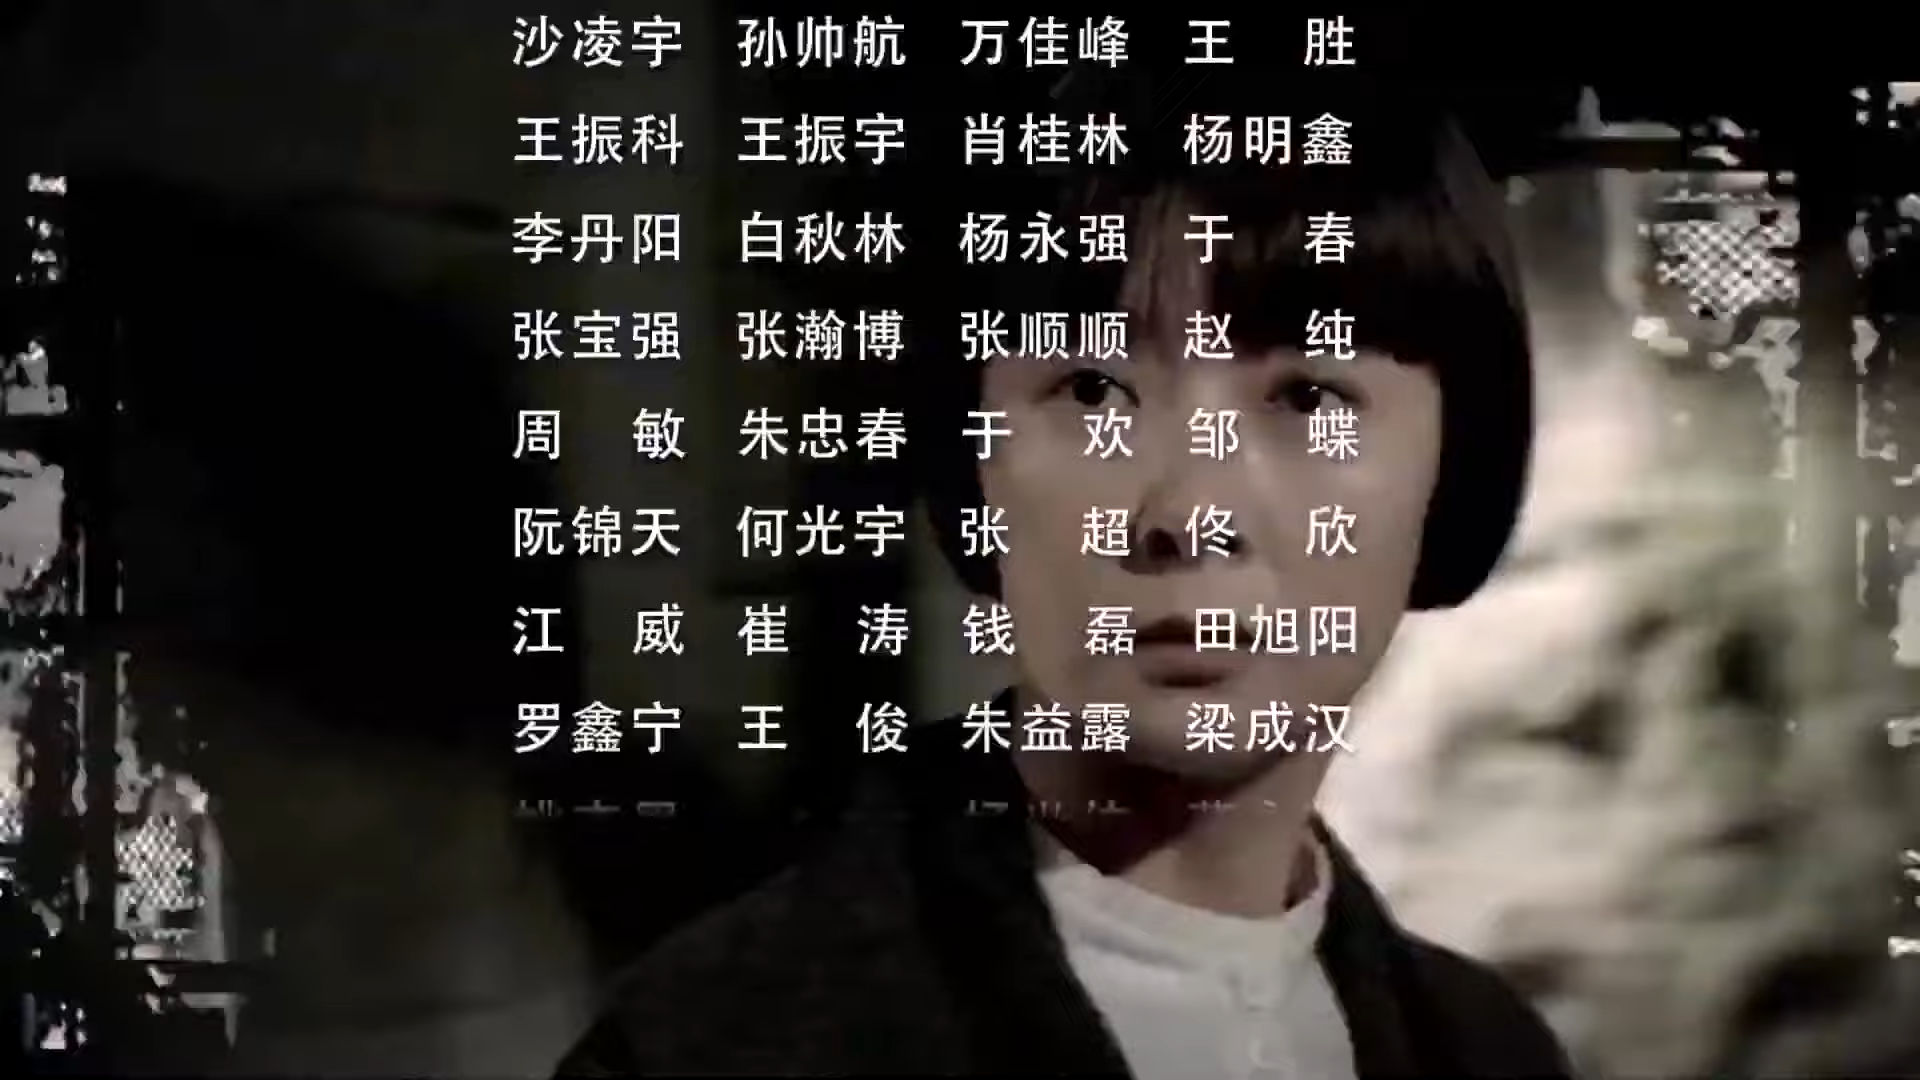 沙凌宇 孙帅航 万佳峰 王 胜
王振科 王振宇 肖桂林 杨明鑫
李丹阳 白秋林 杨永强 于 春
张宝强 张瀚博 张顺顺 赵 纯
周 敏 朱忠春 于 欢 邹 蝶
阮锦天 何光宇 张 超 佟 欣
江 威 崔 涛 钱 磊 田旭阳
罗鑫宁 王 俊 朱益露 梁成汉